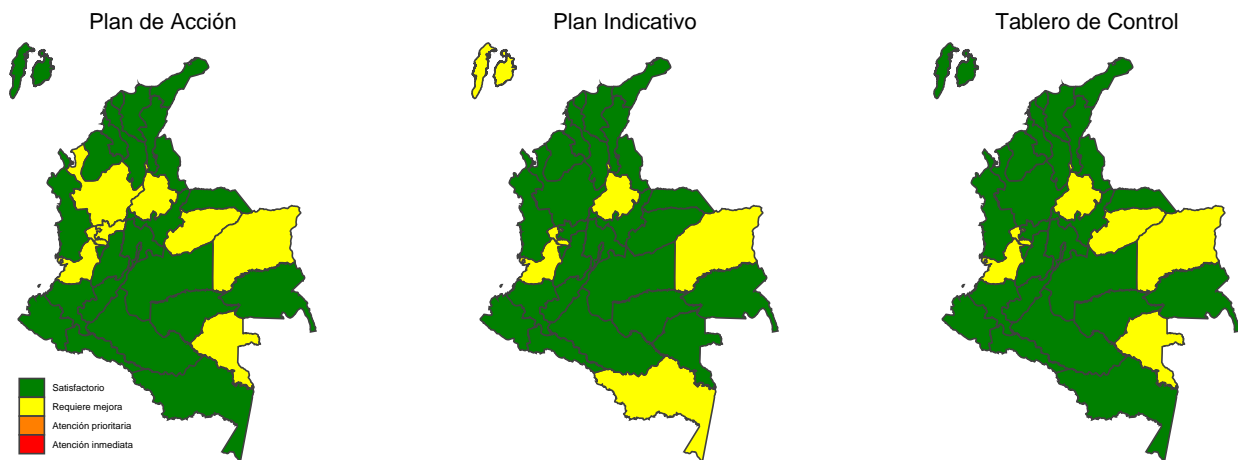 Plan de Acción
Plan Indicativo
Tablero de Control
Satisfactorio
Requiere mejora
Atención prioritaria
Atención inmediata